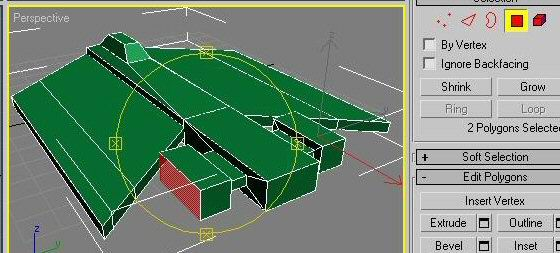 Selection
Perspective
By Vertex
Ignore Backfacing
Shrink Grow
Ring Loop
2 Polygons Selecte
+ Soft Selection
- Edit Polygons
Insert Vertex
Extrude Outline
Bevel Inset
z
y